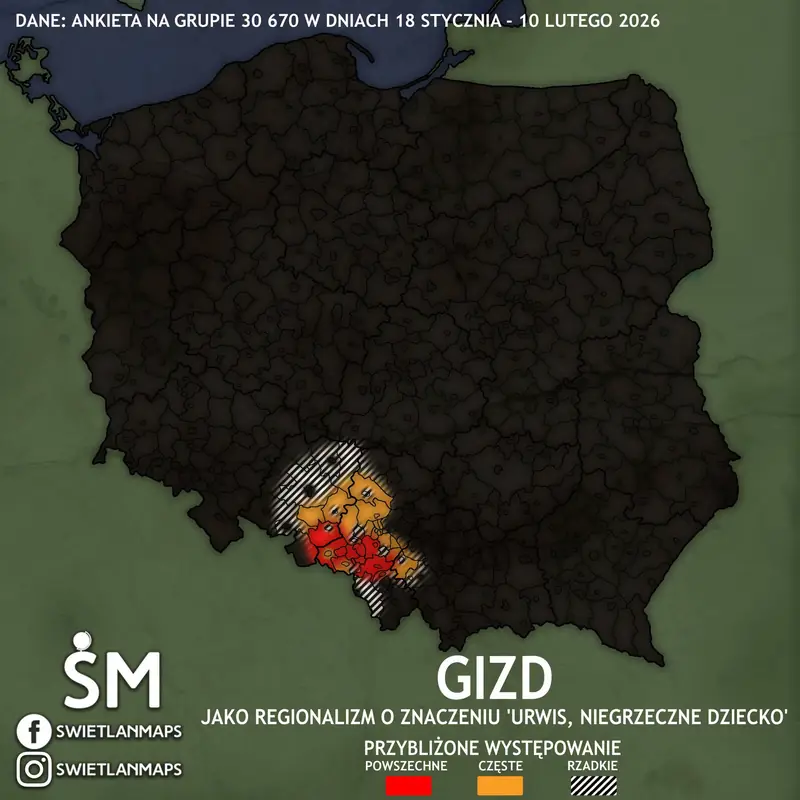 DANE: ANKIETA NA GRUPIE 30 670 W DNIACH 18 STYCZNIA - 10 LUTEGO 2026
ŚM
SWIETLANMAPS
SWIETLANMAPS
GIZD
JAKO REGIONALIZM O ZNACZENIU 'URWIS, NIEGRZECZNE DZIECKO'
PRZYBLIŻONE WYSTĘPOWANIE
POWSZECHNE CZĘSTE RZADKIE